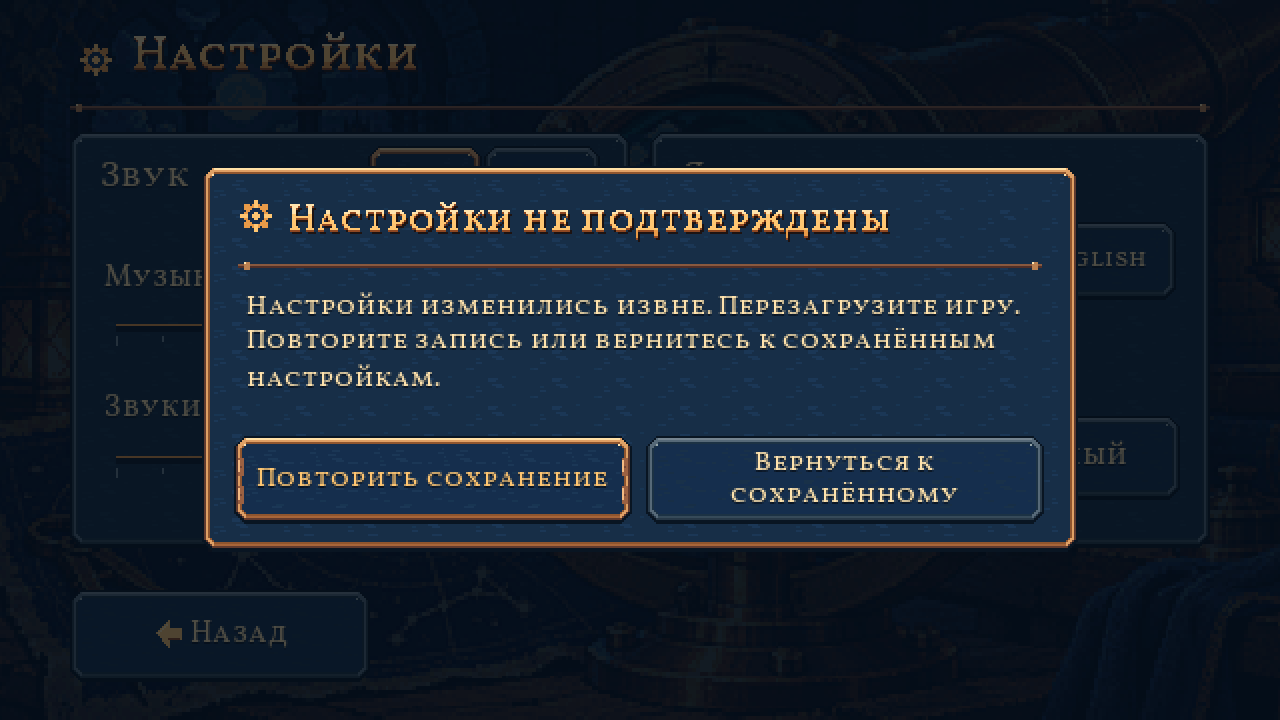 Настройки
Звук
Настройки не подтверждены
Настройки изменились извне. Перезагрузите игру.
Повторите запись или вернитесь к сохранённым
настройкам.
Повторить сохранение
Вернуться к
сохранённому
Звуки
Назад